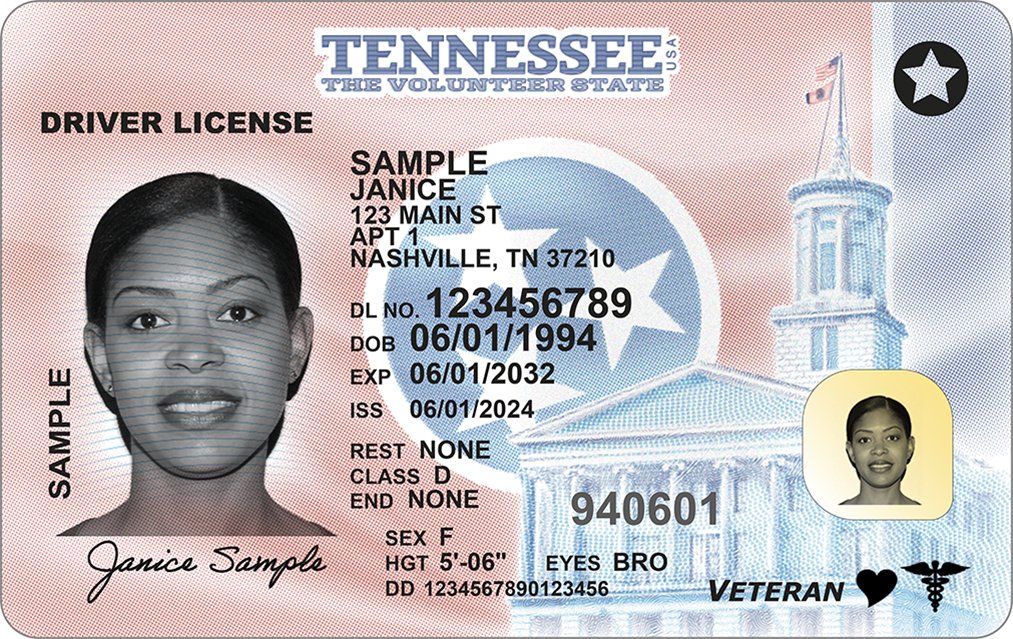 TENNESSEE USA
THE VOLUNTEER STATE
DRIVER LICENSE
SAMPLE
JANICE
123 MAIN ST
APT 1
NASHVILLE, TN 37210
DL NO. 123456789
DOB 06/01/1994
EXP 06/01/2032
ISS 06/01/2024
REST NONE
CLASS D
END NONE
SAMPLE
940601
SEX F
HGT 5'-06" EYES BRO
DD 1234567890123456
Janice Sample
VETERAN